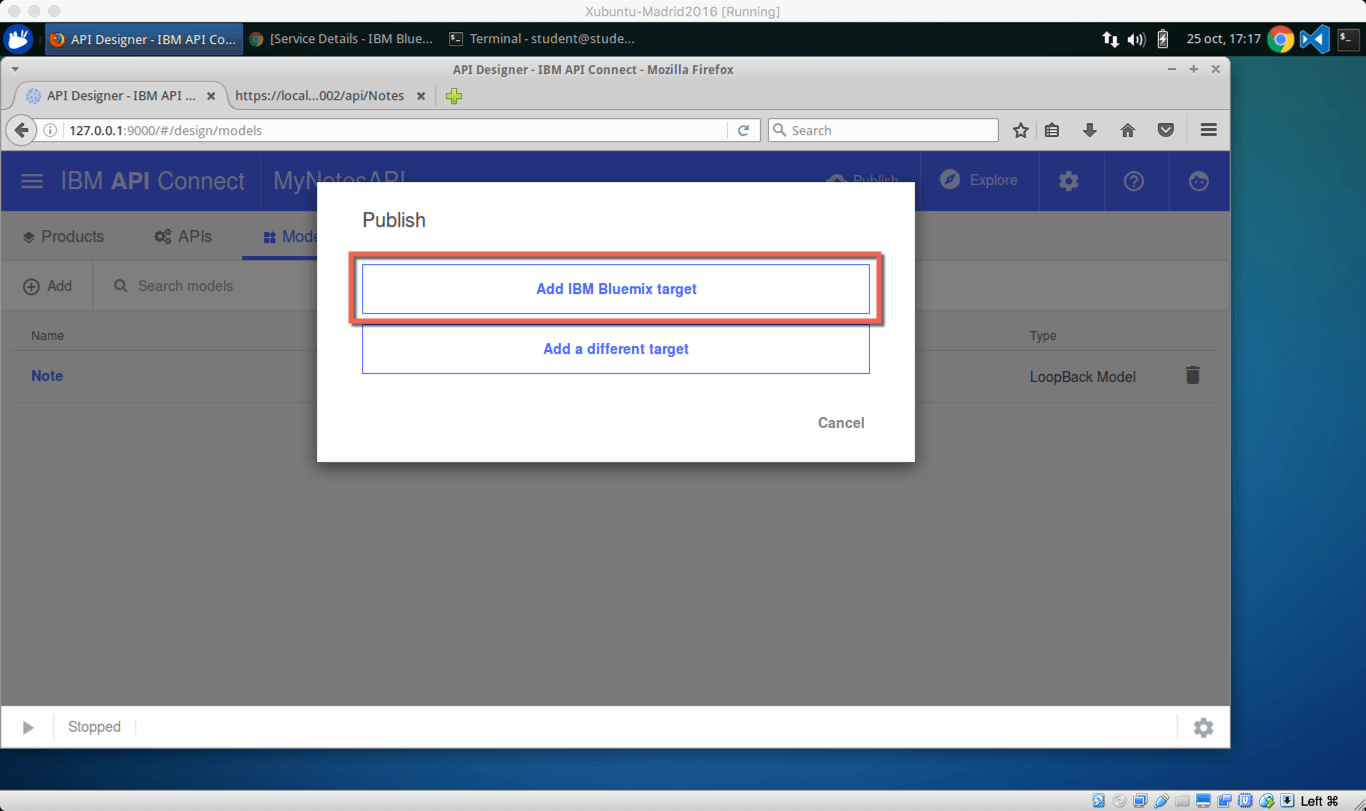 Xubuntu-Madrid2016 [Running]
API Designer - IBM API Co...
[Service Details - IBM Blue...
Terminal - student@stude...
25 oct, 17:17
API Designer - IBM API Connect - Mozilla Firefox
API Designer - IBM API ...
https://local...002/api/Notes
127.0.0.1:9000/#/design/models
Search
IBM API Connect
MyNotesAPI
Publish
Explore
Publish
Products
APIs
Mode
Add IBM Bluemix target
Add
Search models
Name
Type
Add a different target
Note
LoopBack Model
Cancel
Stopped
Left ⌘